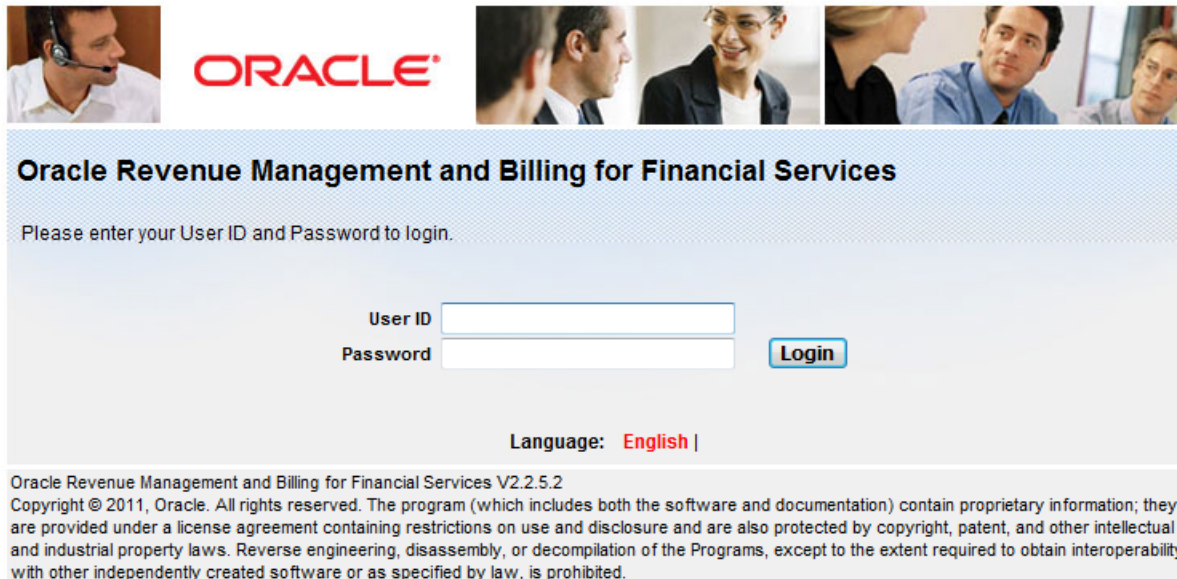 ORACLE®
Oracle Revenue Management and Billing for Financial Services
Please enter your User ID and Password to login.
User ID
Password
Login
Language: English |
Oracle Revenue Management and Billing for Financial Services V2.2.5.2
Copyright © 2011, Oracle. All rights reserved. The program (which includes both the software and documentation) contain proprietary information; they
are provided under a license agreement containing restrictions on use and disclosure and are also protected by copyright, patent, and other intellectual
and industrial property laws. Reverse engineering, disassembly, or decompilation of the Programs, except to the extent required to obtain interoperability
with other independently created software or as specified by law, is prohibited.